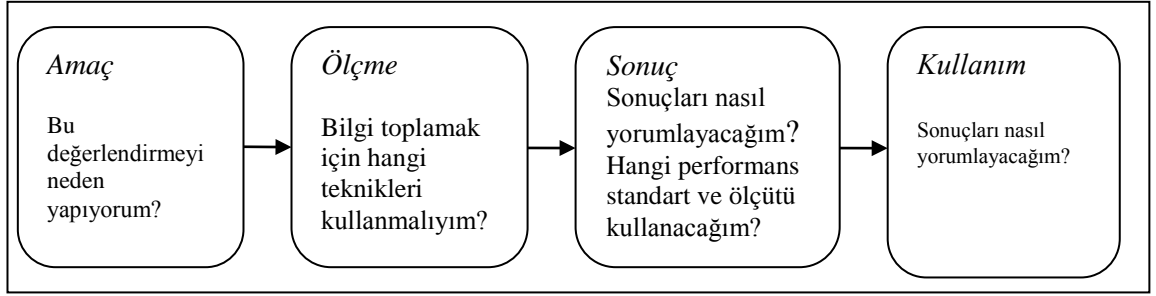 Amaç
Bu
değerlendirmeyi
neden
yapıyorum?
Ölçme
Bilgi toplamak
için hangi
teknikleri
kullanmalıyım?
Sonuç
Sonuçları nasıl
yorumlayacağım?
Hangi performans
standart ve ölçütü
kullanacağım?
Kullanım
Sonuçları nasıl
yorumlayacağım?